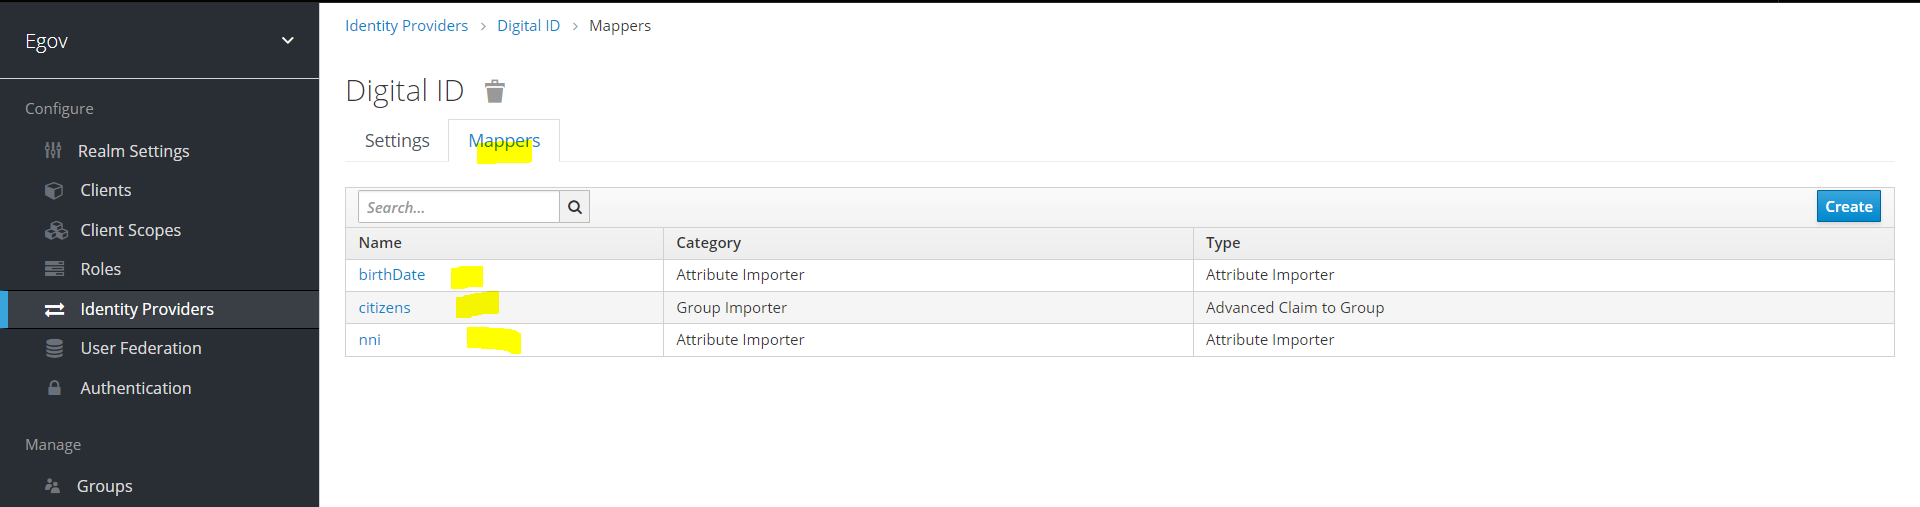 Egov
Configure
Realm Settings
Clients
Client Scopes
Roles
Identity Providers
User Federation
Authentication
Manage
Groups
Identity Providers > Digital ID > Mappers
Digital ID
Settings Mappers
Search... Create
Name Category Type
birthDate Attribute Importer Attribute Importer
citizens Group Importer Advanced Claim to Group
nni Attribute Importer Attribute Importer